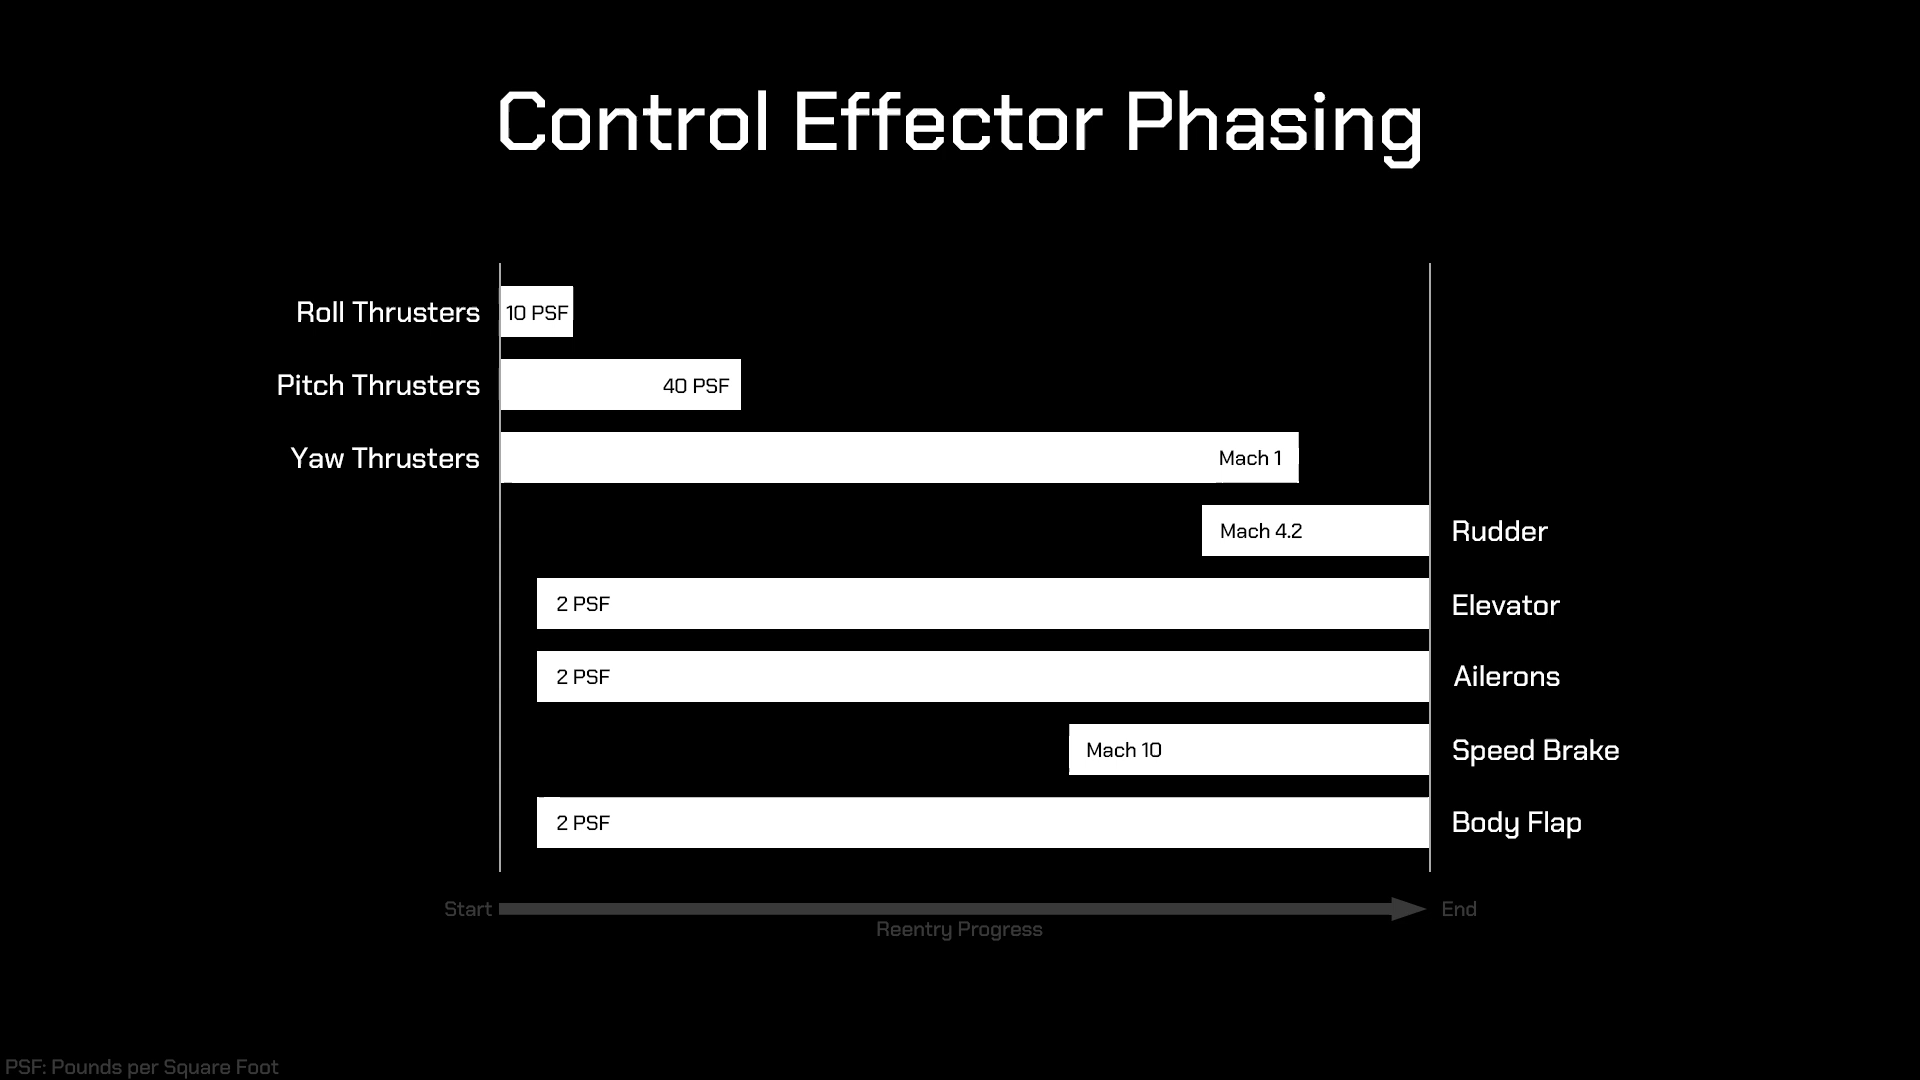 Control Effector Phasing
Roll Thrusters
10 PSF
Pitch Thrusters
40 PSF
Yaw Thrusters
Mach 1
Mach 4.2
Rudder
2 PSF
Elevator
2 PSF
Ailerons
Mach 10
Speed Brake
2 PSF
Body Flap
Start
End
Reentry Progress
PSF: Pounds per Square Foot